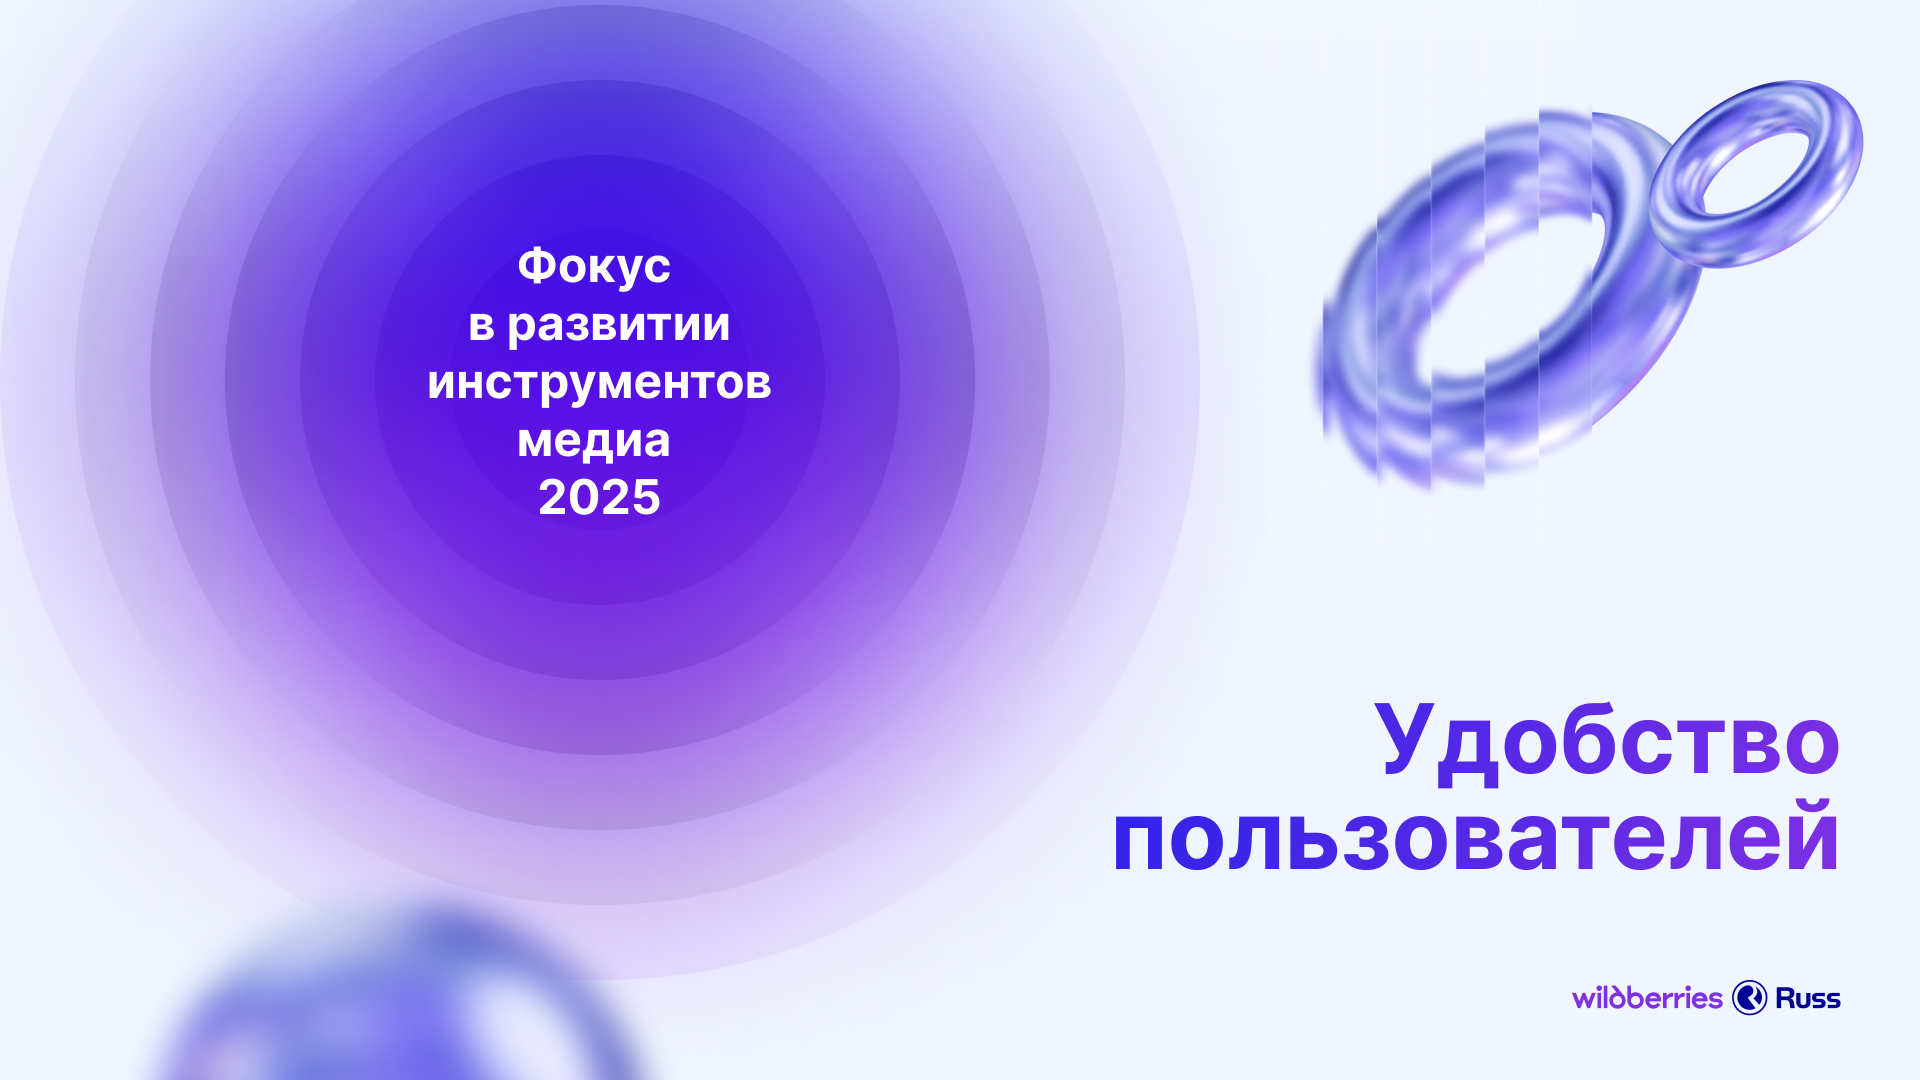 Фокус
в развитии
инструментов
медиа
2025
Удобство
пользователей
wildberries Russ